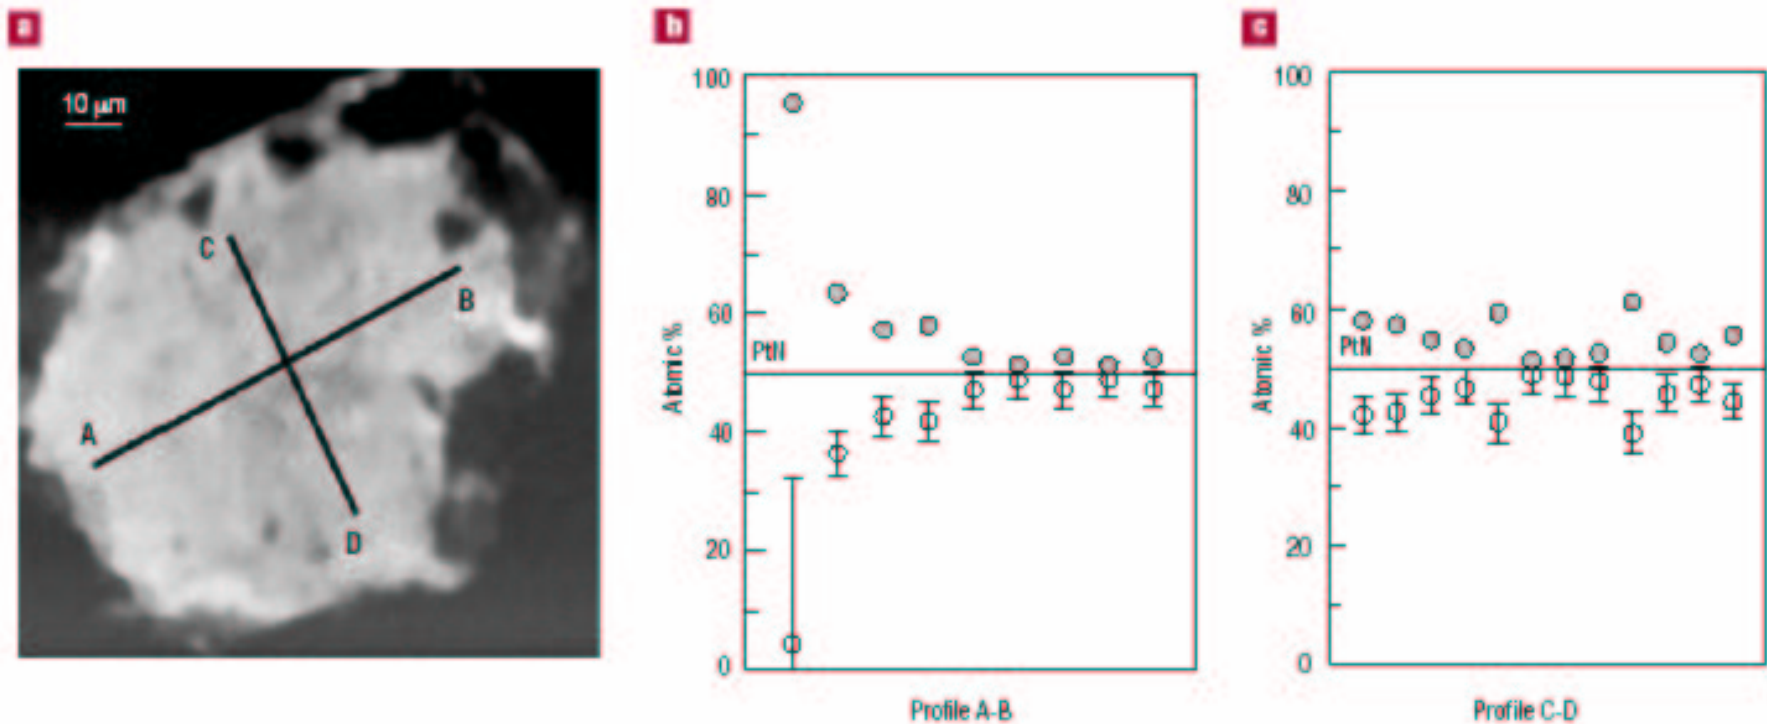 a
10 µm
C
B
A
D
b
100
80
60
40
20
0
Atomic %
PtN
Profile A-B
c
100
80
60
40
20
0
Atomic %
PtN
Profile C-D